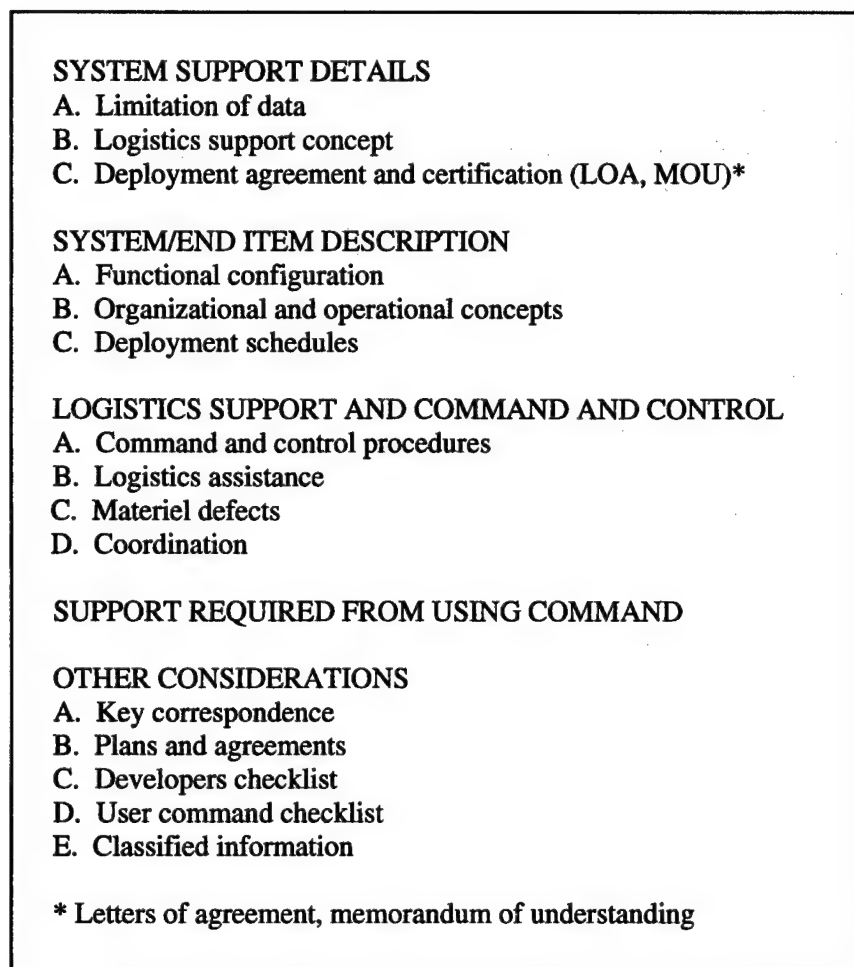 SYSTEM SUPPORT DETAILS
A. Limitation of data
B. Logistics support concept
C. Deployment agreement and certification (LOA, MOU)*
SYSTEM/END ITEM DESCRIPTION
A. Functional configuration
B. Organizational and operational concepts
C. Deployment schedules
LOGISTICS SUPPORT AND COMMAND AND CONTROL
A. Command and control procedures
B. Logistics assistance
C. Materiel defects
D. Coordination
SUPPORT REQUIRED FROM USING COMMAND
OTHER CONSIDERATIONS
A. Key correspondence
B. Plans and agreements
C. Developers checklist
D. User command checklist
E. Classified information
* Letters of agreement, memorandum of understanding